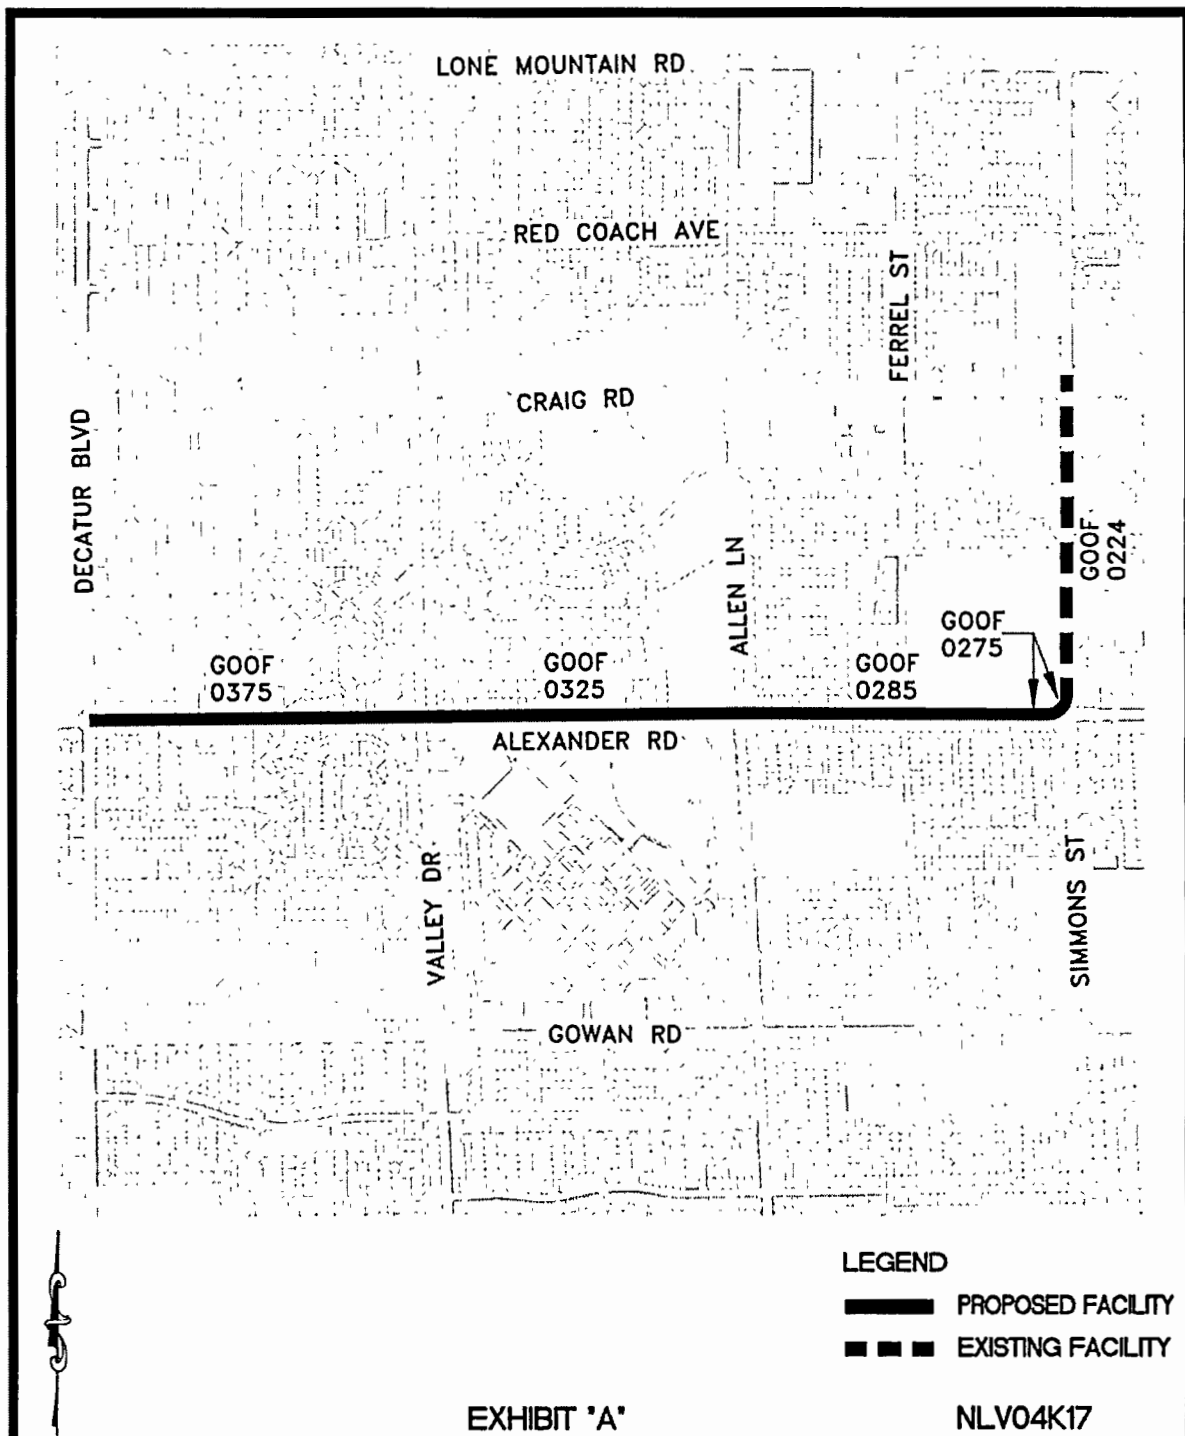 LONE MOUNTAIN RD
RED COACH AVE
FERREL ST
CRAIG RD
DECATUR BLVD
GOOF
0224
ALLEN LN
GOOF
0275
GOOF
0375
GOOF
0325
GOOF
0285
ALEXANDER RD
VALLEY DR
SIMMONS ST
GOWAN RD
LEGEND
PROPOSED FACILITY
EXISTING FACILITY
EXHIBIT "A"
NLV04K17